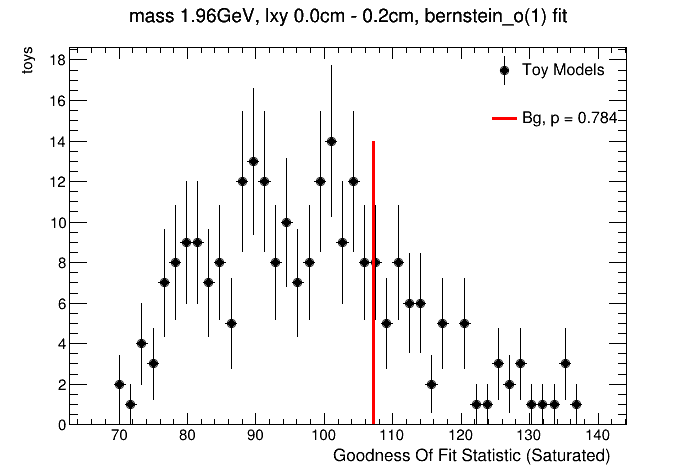 mass 1.96GeV, lxy 0.0cm - 0.2cm, bernstein_o(1) fit
toys
18
16
14
12
10
8
6
4
2
0
Toy Models
Bg, p = 0.784
70 80 90 100 110 120 130 140
Goodness Of Fit Statistic (Saturated)